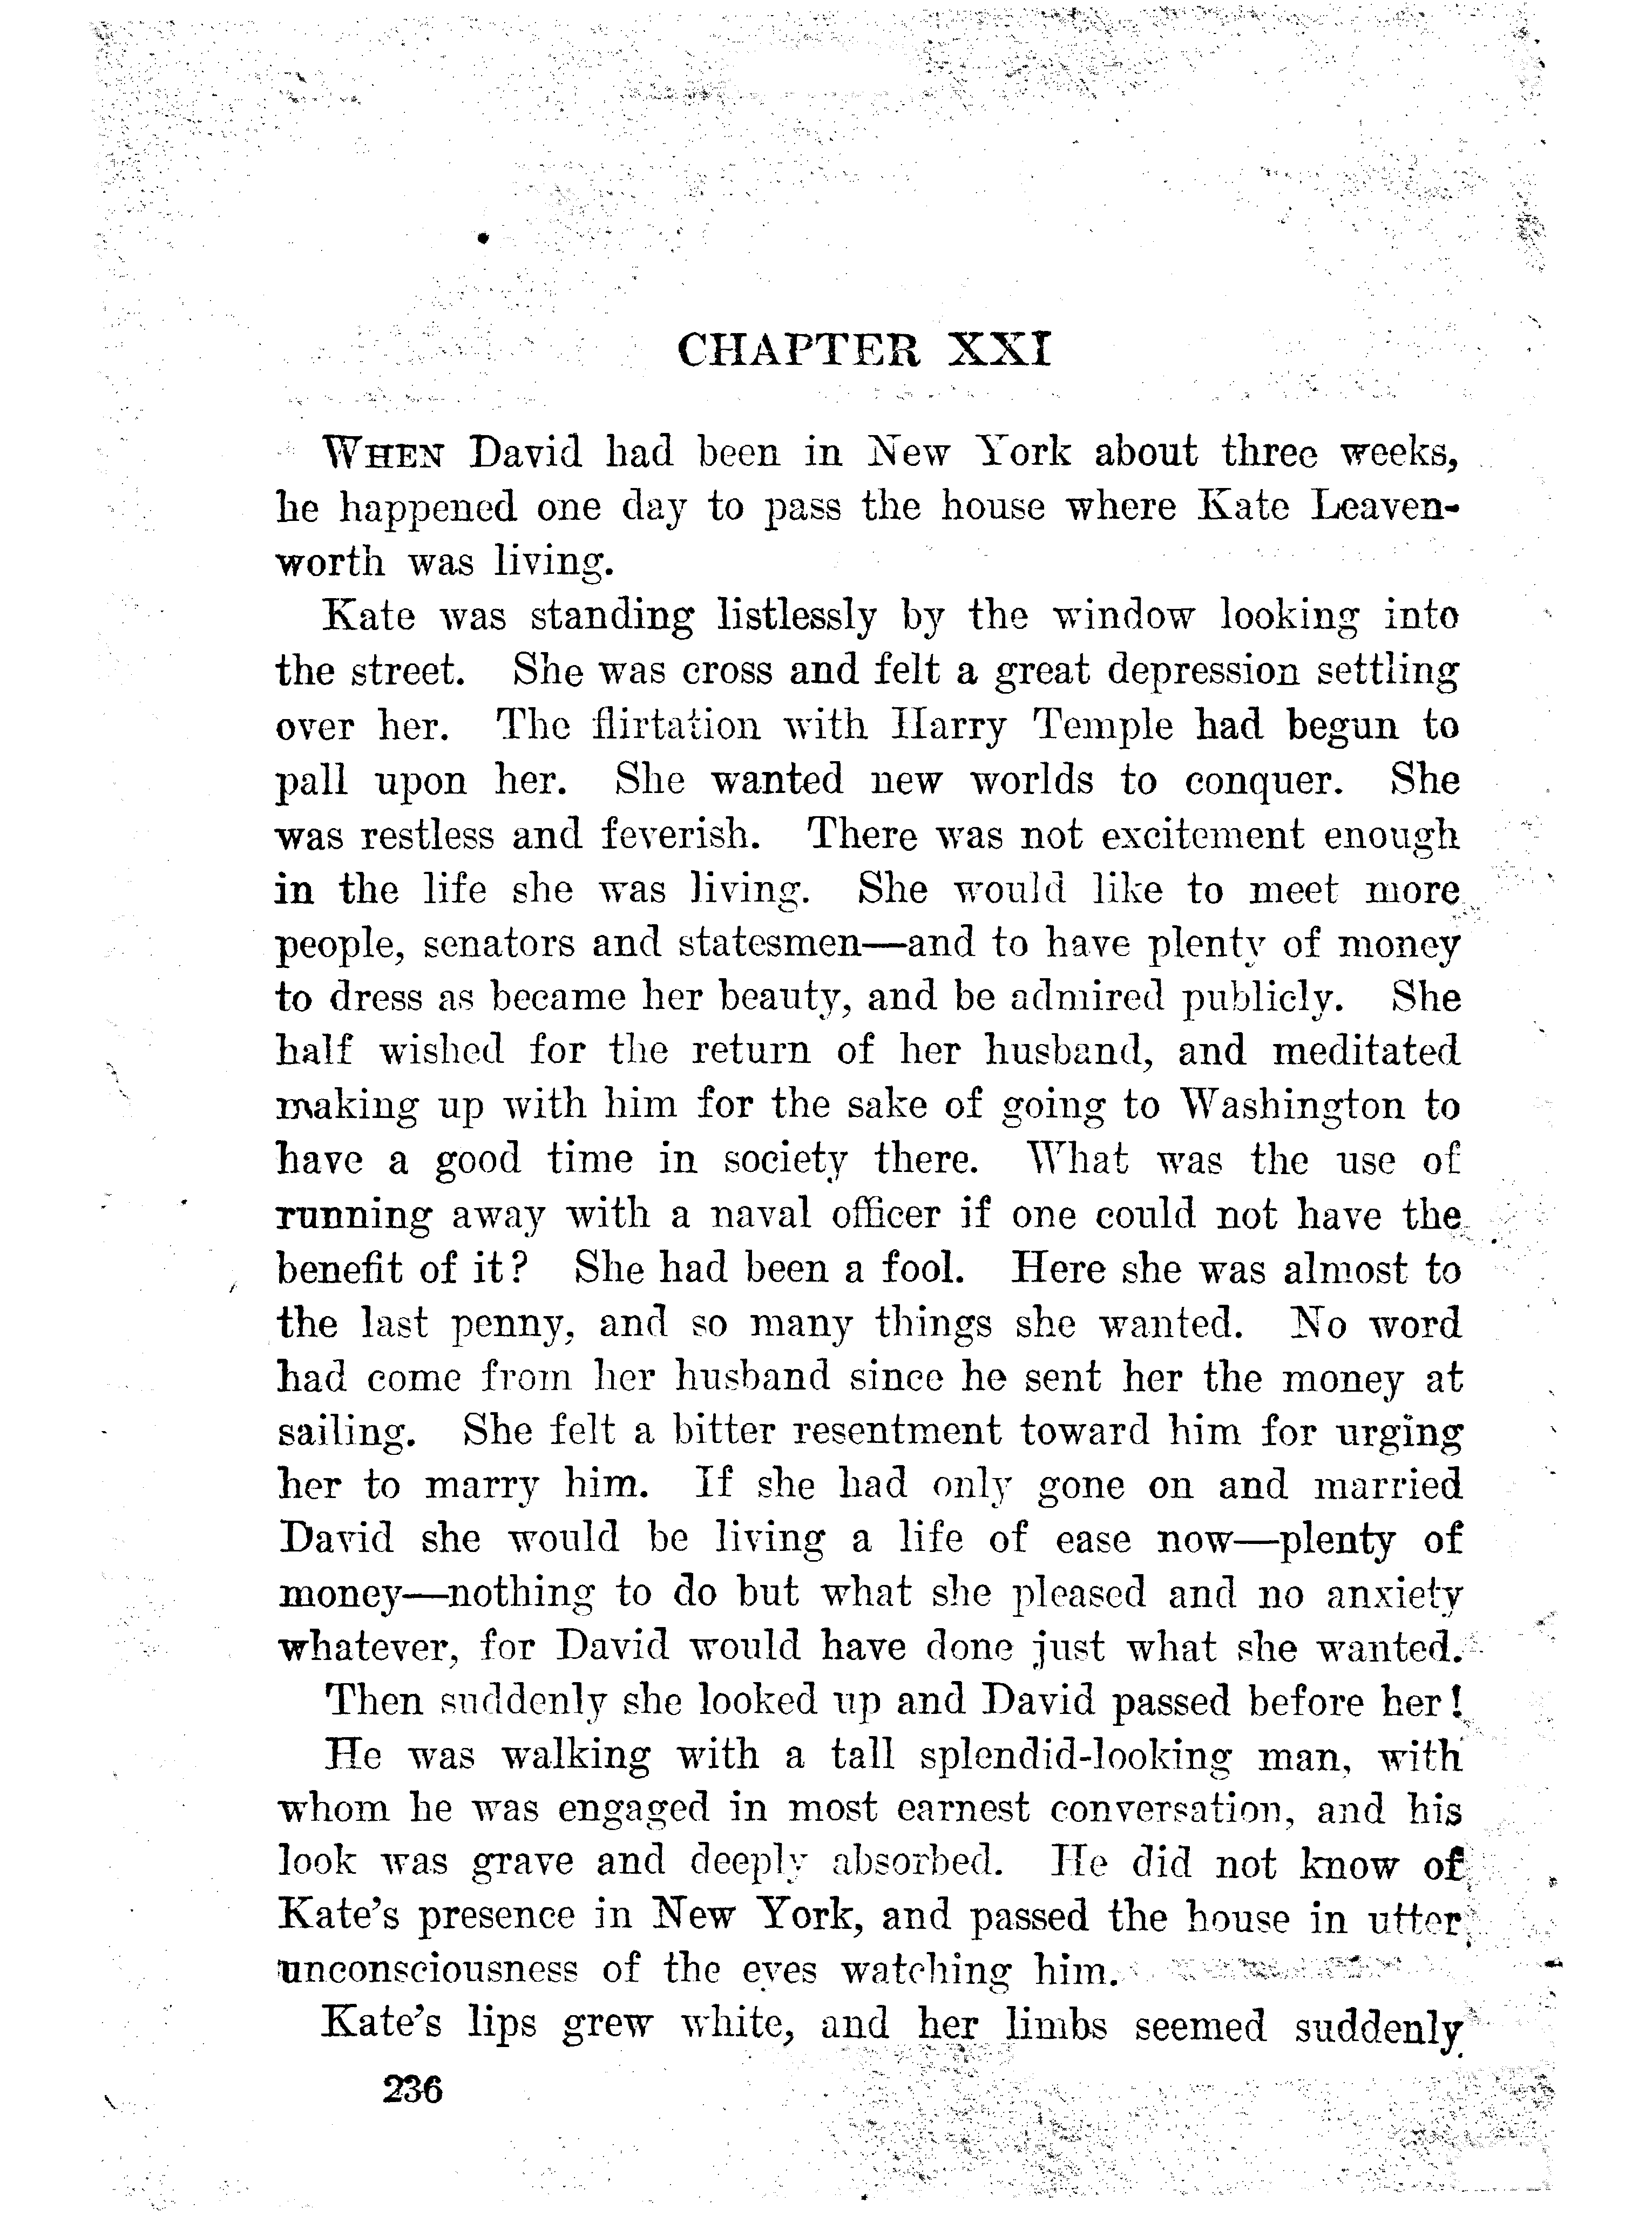 CHAPTER XXI
WHEN David had been in New York about three weeks,
he happened one day to pass the house where Kate Leaven-
worth was living.
Kate was standing listlessly by the window looking into
the street. She was cross and felt a great depression settling
over her. The flirtation with Harry Temple had begun to
pall upon her. She wanted new worlds to conquer. She
was restless and feverish. There was not excitement enough
in the life she was living. She would like to meet more
people, senators and statesmen—and to have plenty of money
to dress as became her beauty, and be admired publicly. She
half wished for the return of her husband, and meditated
making up with him for the sake of going to Washington to
have a good time in society there. What was the use of
running away with a naval officer if one could not have the
benefit of it? She had been a fool. Here she was almost to
the last penny, and so many things she wanted. No word
had come from her husband since he sent her the money at
sailing. She felt a bitter resentment toward him for urging
her to marry him. If she had only gone on and married
David she would be living a life of ease now—plenty of
money—nothing to do but what she pleased and no anxiety
whatever, for David would have done just what she wanted.
Then suddenly she looked up and David passed before her!
He was walking with a tall splendid-looking man, with
whom he was engaged in most earnest conversation, and his
look was grave and deeply absorbed. He did not know of
Kate's presence in New York, and passed the house in utter
unconsciousness of the eyes watching him.
Kate's lips grew white, and her limbs seemed suddenly
236